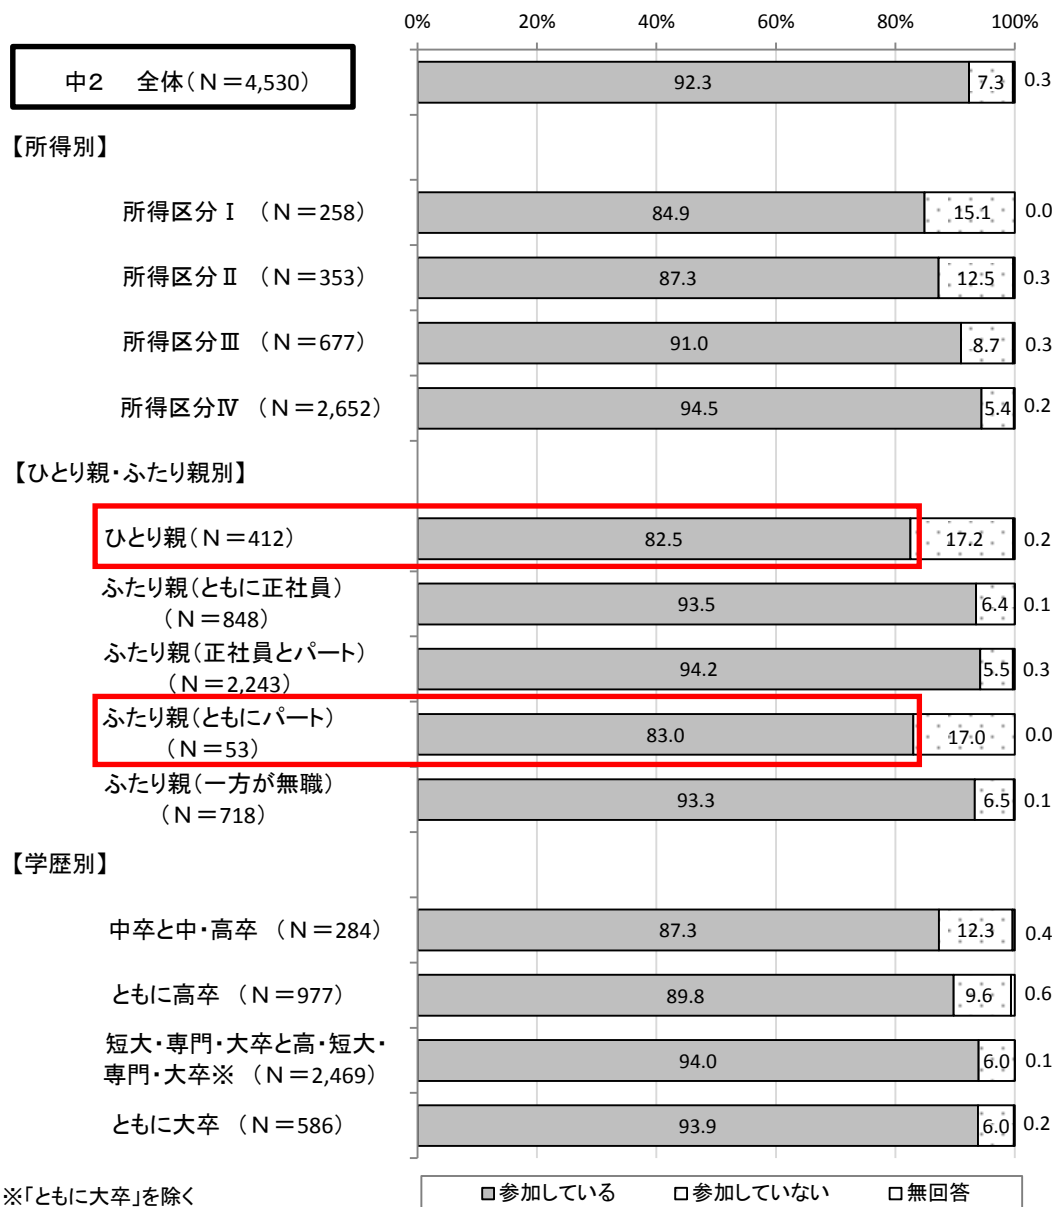 0% 20% 40% 60% 80% 100%
中2 全体(N=4,530) 92.3 7.3 0.3
【所得別】
所得区分Ⅰ (N=258) 84.9 15.1 0.0
所得区分Ⅱ (N=353) 87.3 12.5 0.3
所得区分Ⅲ (N=677) 91.0 8.7 0.3
所得区分Ⅳ (N=2,652) 94.5 5.4 0.2
【ひとり親・ふたり親別】
ひとり親(N=412) 82.5 17.2 0.2
ふたり親(ともに正社員)
(N=848) 93.5 6.4 0.1
ふたり親(正社員とパート)
(N=2,243) 94.2 5.5 0.3
ふたり親(ともにパート)
(N=53) 83.0 17.0 0.0
ふたり親(一方が無職)
(N=718) 93.3 6.5 0.1
【学歴別】
中卒と中・高卒 (N=284) 87.3 12.3 0.4
ともに高卒 (N=977) 89.8 9.6 0.6
短大・専門・大卒と高・短大・
専門・大卒※ (N=2,469) 94.0 6.0 0.1
ともに大卒 (N=586) 93.9 6.0 0.2
※「ともに大卒」を除く
参加している 参加していない 無回答